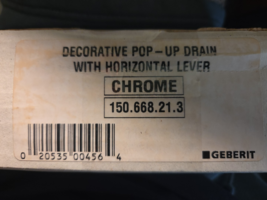 DECORATIVE POP-UP DRAIN
WITH HORIZONTAL LEVER
CHROME
150.668.21.3
0 20535 00456 4
GEBERIT